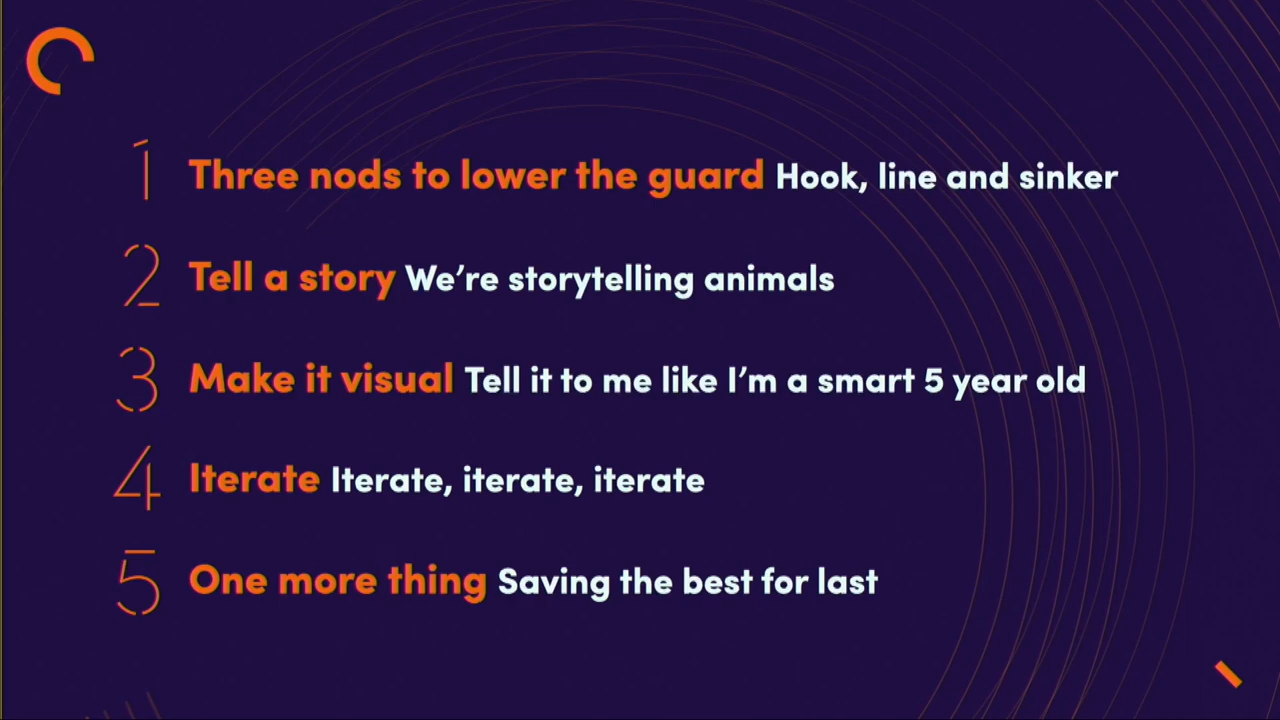 1 Three nods to lower the guard Hook, line and sinker
2 Tell a story We’re storytelling animals
3 Make it visual Tell it to me like I’m a smart 5 year old
4 Iterate Iterate, iterate, iterate
5 One more thing Saving the best for last